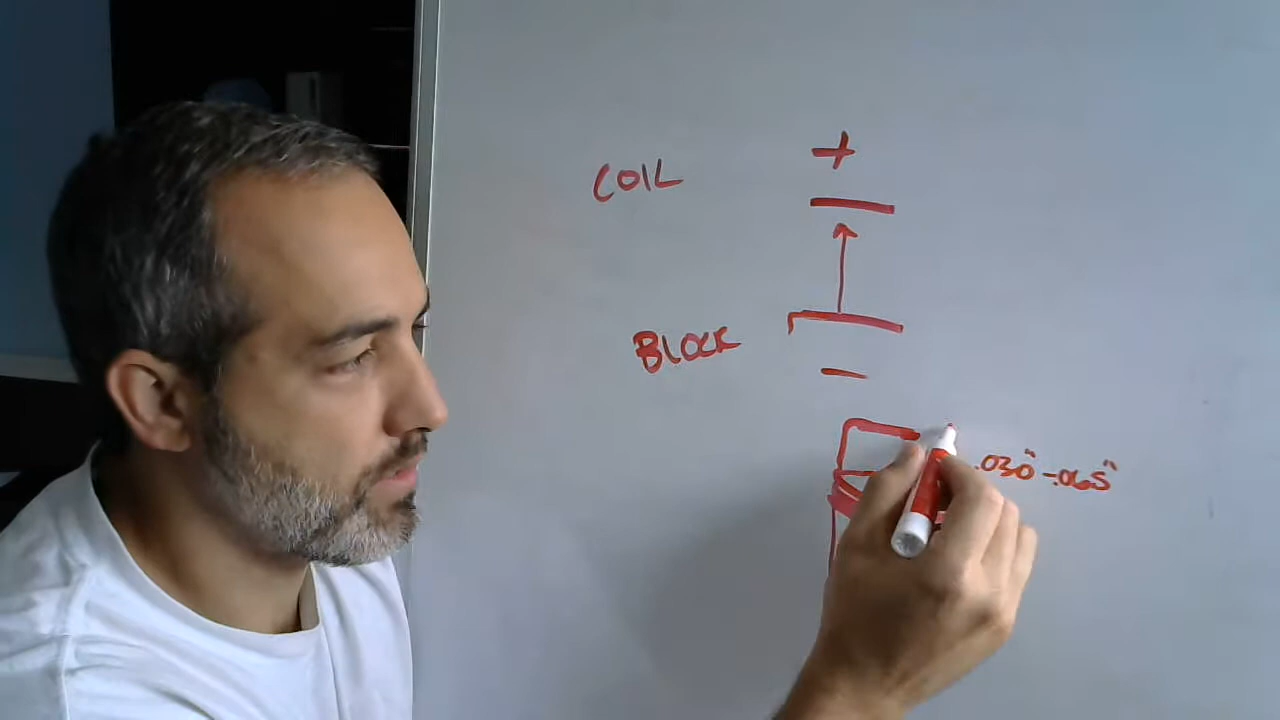 +
COIL
BLOCK
-
.030" - .065"